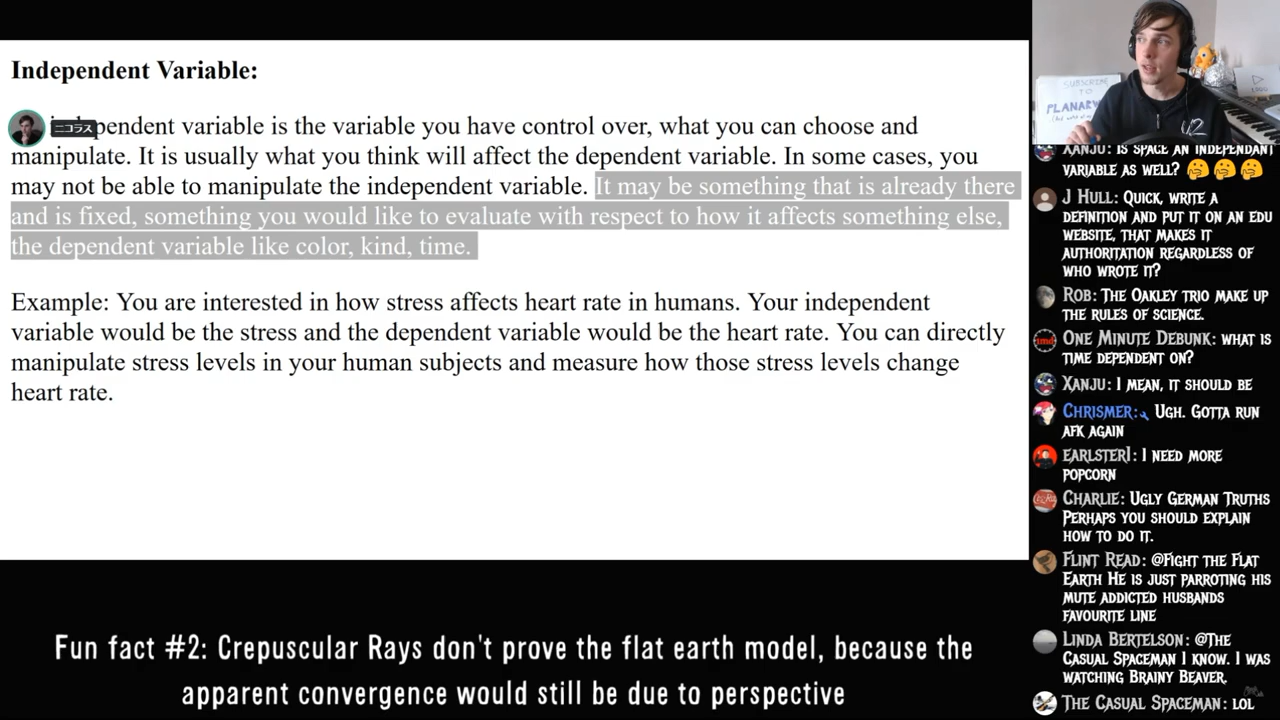 Independent Variable:
ニコラス
independent variable is the variable you have control over, what you can choose and
manipulate. It is usually what you think will affect the dependent variable. In some cases, you
may not be able to manipulate the independent variable. It may be something that is already there
and is fixed, something you would like to evaluate with respect to how it affects something else,
the dependent variable like color, kind, time.
Example: You are interested in how stress affects heart rate in humans. Your independent
variable would be the stress and the dependent variable would be the heart rate. You can directly
manipulate stress levels in your human subjects and measure how those stress levels change
heart rate.
Fun fact #2: Crepuscular Rays don't prove the flat earth model, because the
apparent convergence would still be due to perspective
SUBSCRIBE
TO
PLANARW
U2
XANJU: IS SPACE AN INDEPENDANT
VARIABLE AS WELL? 🤔🤔🤔
J HULL: QUICK, WRITE A
DEFINITION AND PUT IT ON AN EDU
WEBSITE, THAT MAKES IT
AUTHORITATION REGARDLESS OF
WHO WROTE IT?
ROB: THE OAKLEY TRIO MAKE UP
THE RULES OF SCIENCE.
imd
ONE MINUTE DEBUNK: WHAT IS
TIME DEPENDENT ON?
XANJU: I MEAN, IT SHOULD BE
CHRISMER: UGH. GOTTA RUN
AFK AGAIN
EARLSTER1: I NEED MORE
POPCORN
CHARLIE: UGLY GERMAN TRUTHS
PERHAPS YOU SHOULD EXPLAIN
HOW TO DO IT.
FLINT READ: @FIGHT THE FLAT
EARTH HE IS JUST PARROTING HIS
MUTE ADDICTED HUSBANDS
FAVOURITE LINE
LINDA BERTELSON: @THE
CASUAL SPACEMAN I KNOW. I WAS
WATCHING BRAINY BEAVER.
THE CASUAL SPACEMAN: LOL